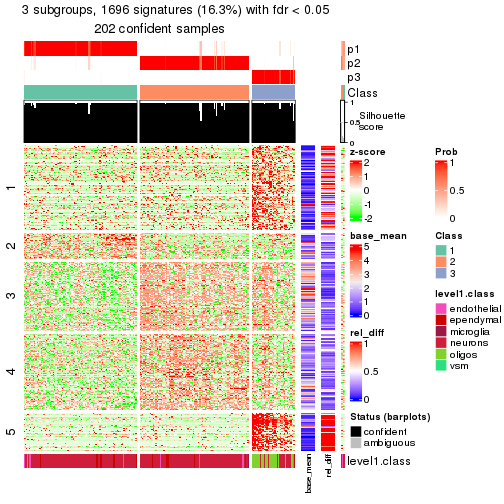 3 subgroups, 1696 signatures (16.3%) with fdr < 0.05
202 confident samples
p1
p2
p3
Class
1
0.5
0
Silhouette
score
1
2
3
4
5
z-score
2
1
0
-1
-2
base_mean
5
4
3
2
1
0
rel_diff
1
0.5
0
Status (barplots)
confident
ambiguous
Prob
1
0.5
0
Class
1
2
3
level1.class
endothelial
ependymal
microglia
neurons
oligos
vsm
level1.class
base_mean
rel_diff